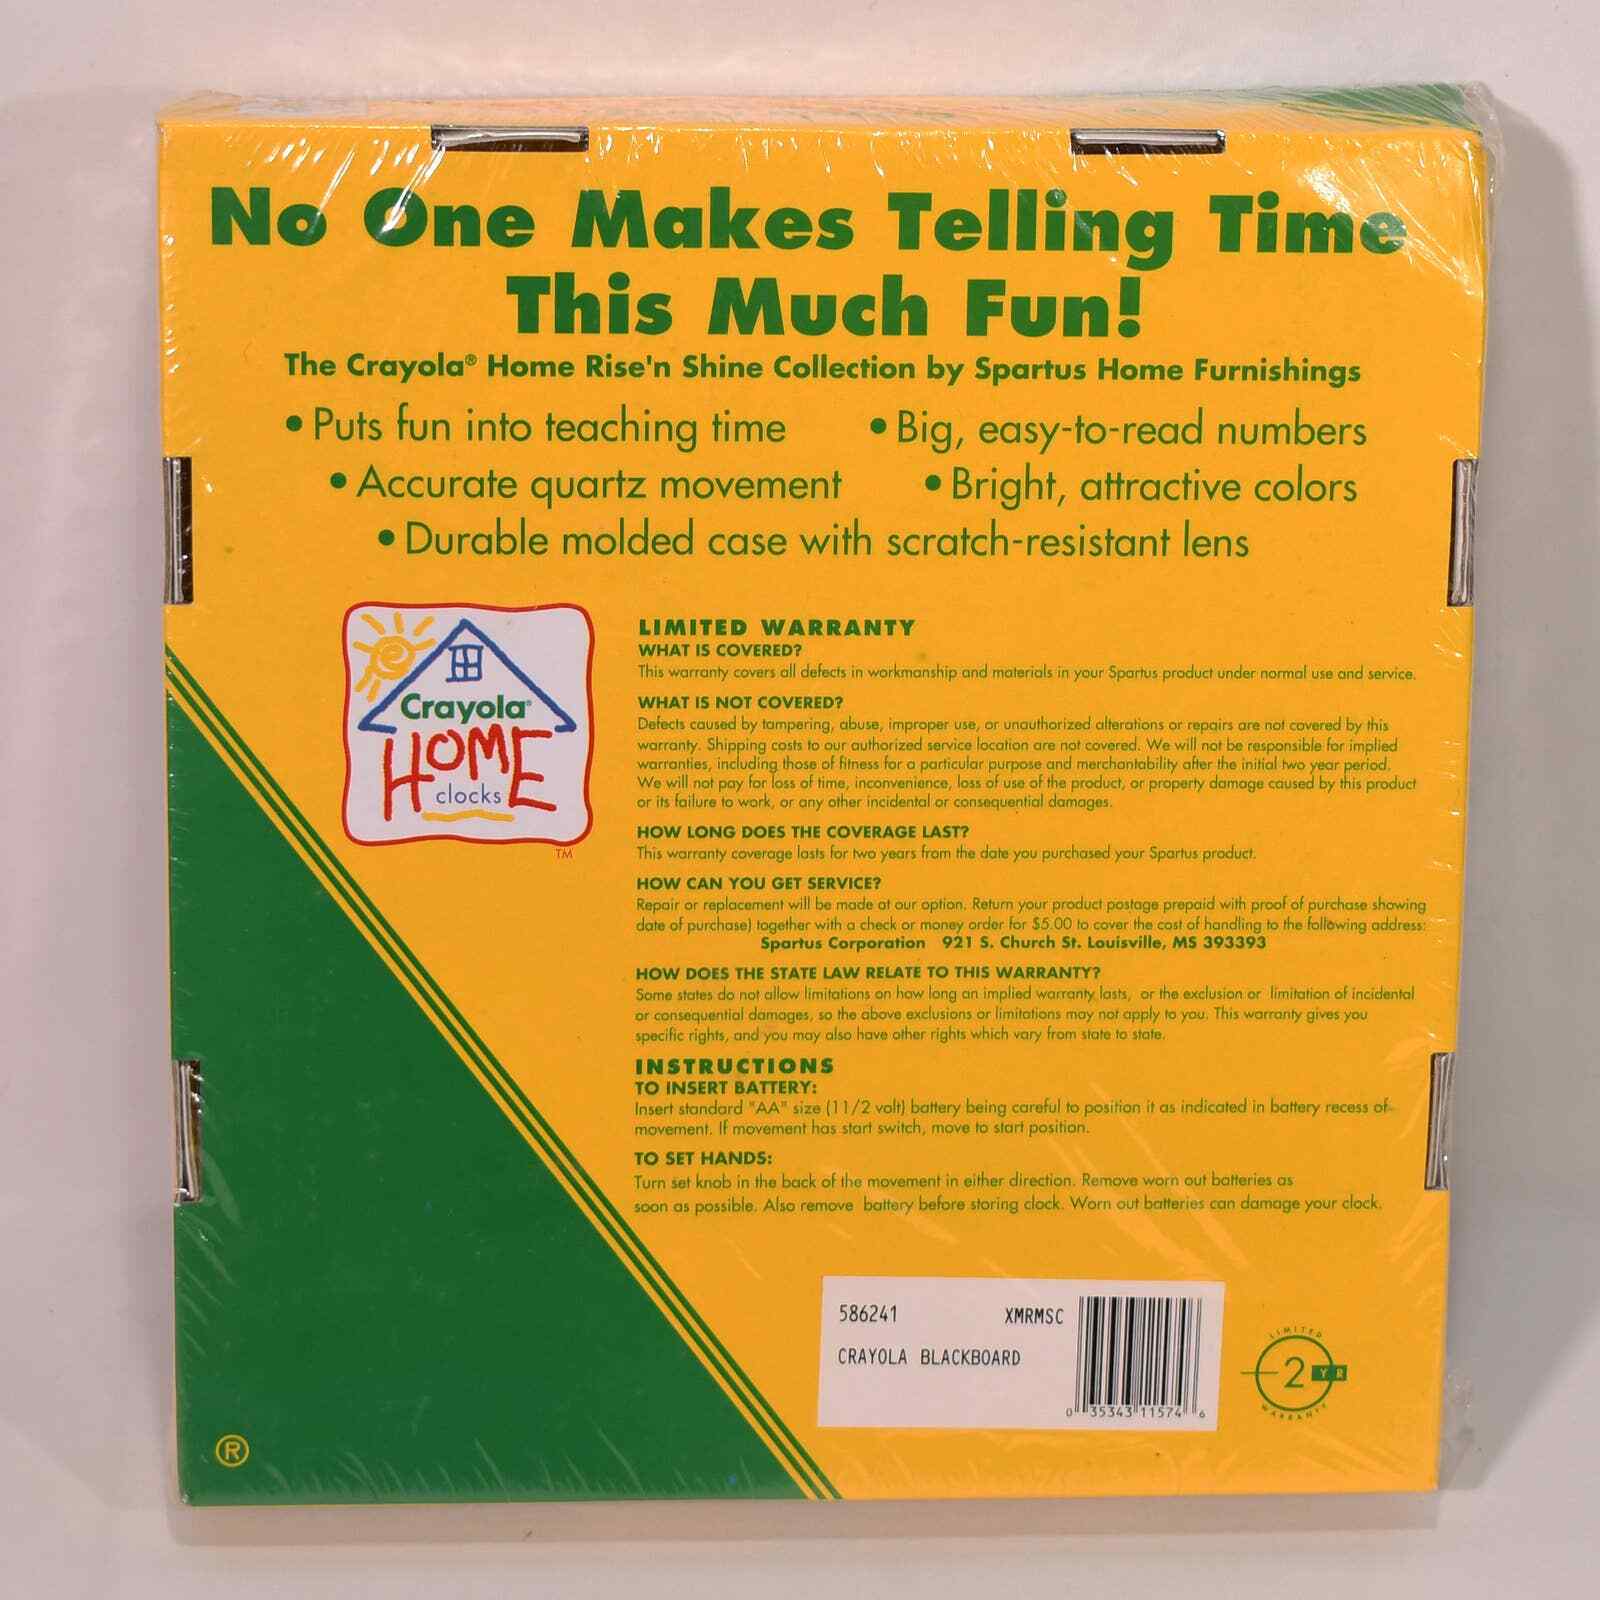 No One Makes Telling Time
This Much Fun!
The Crayola® Home Rise'n Shine Collection by Spartus Home Furnishings
• Puts fun into teaching time
• Big, easy-to-read numbers
• Accurate quartz movement
• Bright, attractive colors
• Durable molded case with scratch-resistant lens
Crayola®
HOME
clocks
TM
LIMITED WARRANTY
WHAT IS COVERED?
This warranty covers all defects in workmanship and materials in your Spartus product under normal use and service.
WHAT IS NOT COVERED?
Defects caused by tampering, abuse, improper use, or unauthorized alterations or repairs are not covered by this
warranty. Shipping costs to our authorized service location are not covered. We will not be responsible for implied
warranties, including those of fitness for a particular purpose and merchantability after the initial two year period.
We will not pay for loss of time, inconvenience, loss of use of the product, or property damage caused by this product
or its failure to work, or any other incidental or consequential damages.
HOW LONG DOES THE COVERAGE LAST?
This warranty coverage lasts for two years from the date you purchased your Spartus product.
HOW CAN YOU GET SERVICE?
Repair or replacement will be made at our option. Return your product postage prepaid with proof of purchase showing
date of purchase) together with a check or money order for $5.00 to cover the cost of handling to the following address:
Spartus Corporation 921 S. Church St. Louisville, MS 393393
HOW DOES THE STATE LAW RELATE TO THIS WARRANTY?
Some states do not allow limitations on how long an implied warranty lasts, or the exclusion or limitation of incidental
or consequential damages, so the above exclusions or limitations may not apply to you. This warranty gives you
specific rights, and you may also have other rights which vary from state to state.
INSTRUCTIONS
TO INSERT BATTERY:
Insert standard "AA" size (11/2 volt) battery being careful to position it as indicated in battery recess of
movement. If movement has start switch, move to start position.
TO SET HANDS:
Turn set knob in the back of the movement in either direction. Remove worn out batteries as
soon as possible. Also remove battery before storing clock. Worn out batteries can damage your clock.
586241 XMRMSC
CRAYOLA BLACKBOARD
0 35343 11574 6
LIMITED
2 YR
WARRANTY
®